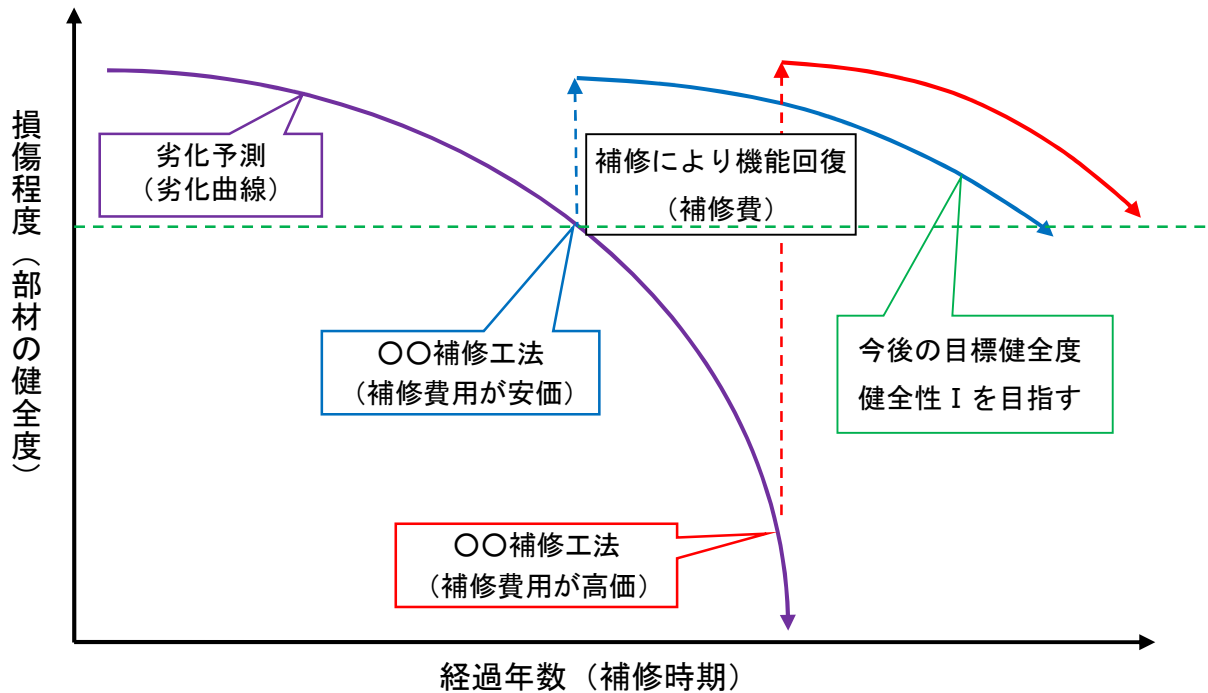 損傷程度（部材の健全度）
劣化予測
（劣化曲線）
補修により機能回復
（補修費）
〇〇補修工法
（補修費用が安価）
今後の目標健全度
健全性Ⅰを目指す
〇〇補修工法
（補修費用が高価）
経過年数（補修時期）